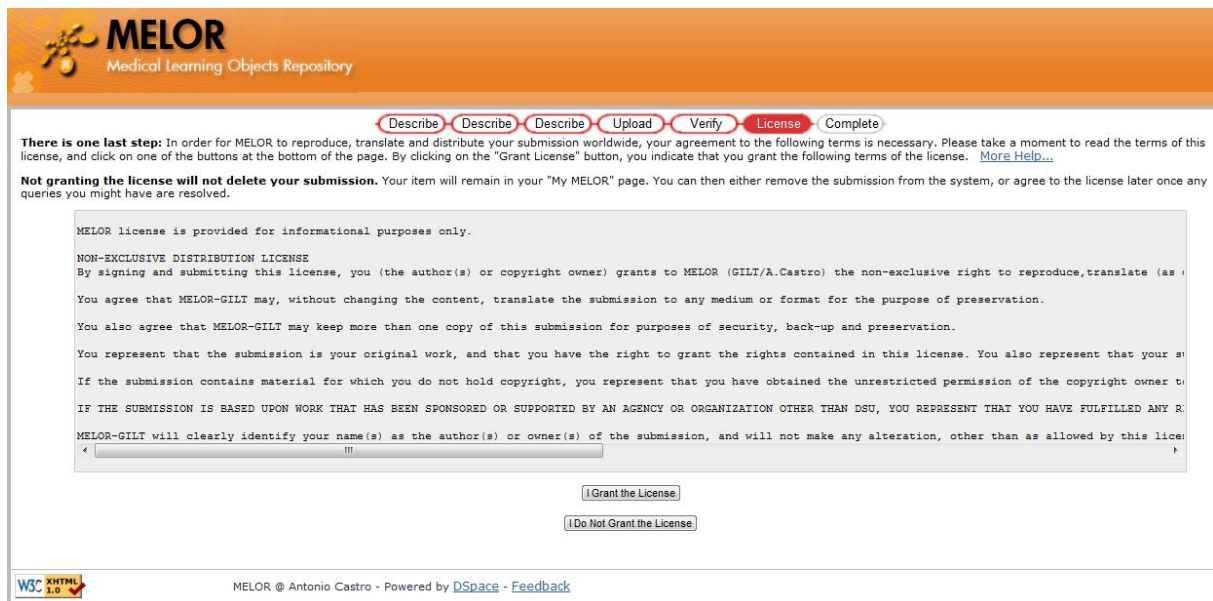 MELOR
Medical Learning Objects Repository
Describe Describe Describe Upload Verify License Complete
There is one last step: In order for MELOR to reproduce, translate and distribute your submission worldwide, your agreement to the following terms is necessary. Please take a moment to read the terms of this
license, and click on one of the buttons at the bottom of the page. By clicking on the "Grant License" button, you indicate that you grant the following terms of the license. More Help...
Not granting the license will not delete your submission. Your item will remain in your "My MELOR" page. You can then either remove the submission from the system, or agree to the license later once any
queries you might have are resolved.
MELOR license is provided for informational purposes only.
NON-EXCLUSIVE DISTRIBUTION LICENSE
By signing and submitting this license, you (the author(s) or copyright owner) grants to MELOR (GILT/A.Castro) the non-exclusive right to reproduce,translate (as
You agree that MELOR-GILT may, without changing the content, translate the submission to any medium or format for the purpose of preservation.
You also agree that MELOR-GILT may keep more than one copy of this submission for purposes of security, back-up and preservation.
You represent that the submission is your original work, and that you have the right to grant the rights contained in this license. You also represent that your
If the submission contains material for which you do not hold copyright, you represent that you have obtained the unrestricted permission of the copyright owner
IF THE SUBMISSION IS BASED UPON WORK THAT HAS BEEN SPONSORED OR SUPPORTED BY AN AGENCY OR ORGANIZATION OTHER THAN DSU, YOU REPRESENT THAT YOU HAVE FULFILLED ANY
MELOR-GILT will clearly identify your name(s) as the author(s) or owner(s) of the submission, and will not make any alteration, other than as allowed by this
I Grant the License
I Do Not Grant the License
W3C XHTML 1.0
MELOR @ Antonio Castro - Powered by DSpace - Feedback